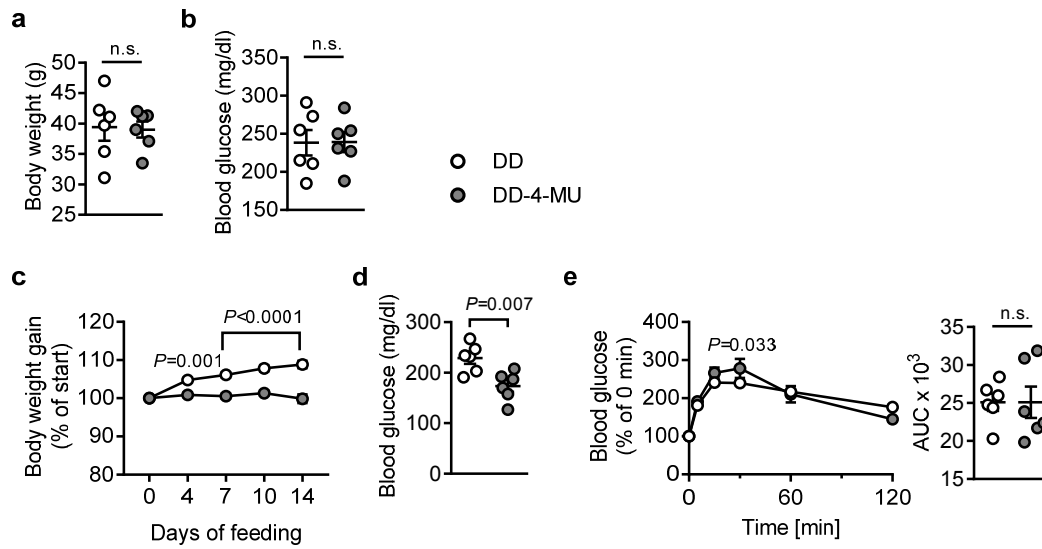 a
n.s.
Body weight (g)
50
45
40
35
30
25
b
n.s.
Blood glucose (mg/dl)
350
300
250
200
150
DD
DD-4-MU
c
Body weight gain
(% of start)
120
110
100
90
80
P=0.001
P<0.0001
0 4 7 10 14
Days of feeding
d
P=0.007
Blood glucose (mg/dl)
300
200
100
0
e
Blood glucose
(% of 0 min)
400
300
200
100
0
P=0.033
0 60 120
Time [min]
n.s.
AUC x 10³
35
30
25
20
15